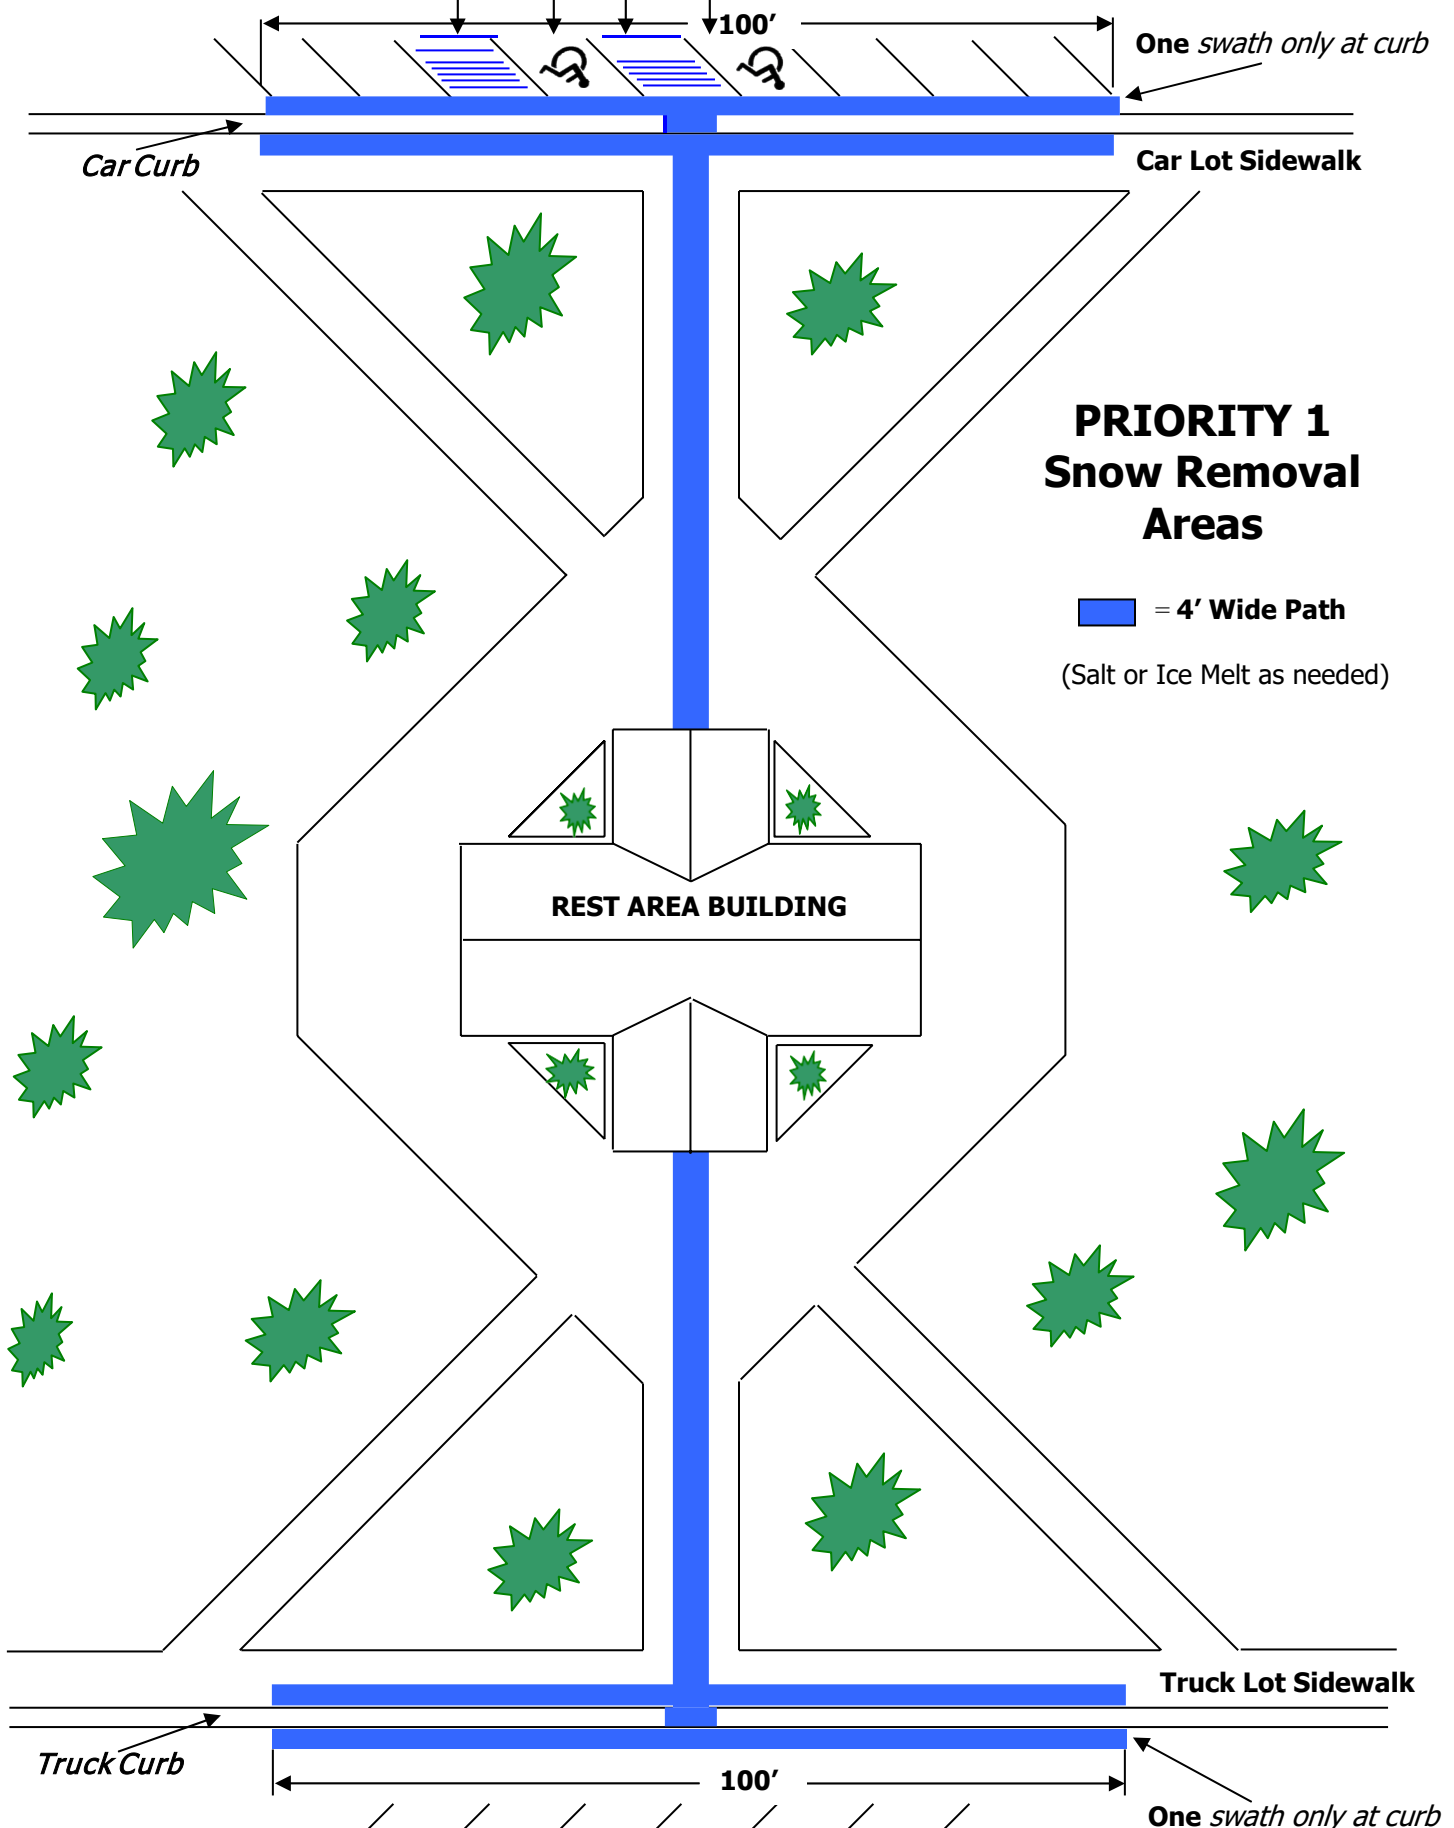 100’
One swath only at curb
Car Curb
Car Lot Sidewalk
PRIORITY 1
Snow Removal
Areas
= 4’ Wide Path
(Salt or Ice Melt as needed)
REST AREA BUILDING
Truck Lot Sidewalk
Truck Curb
100’
One swath only at curb